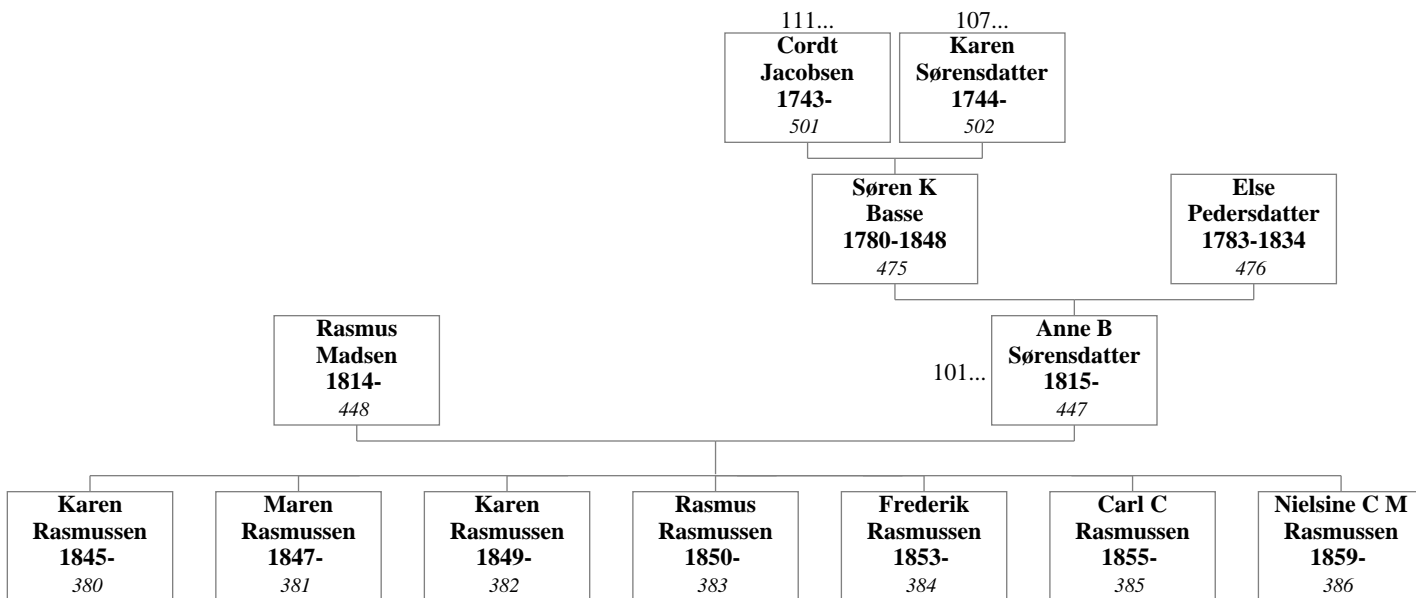 111...
107...
Cordt
Jacobsen
1743-
501
Karen
Sørensdatter
1744-
502
Søren K
Basse
1780-1848
475
Else
Pedersdatter
1783-1834
476
Rasmus
Madsen
1814-
448
101...
Anne B
Sørensdatter
1815-
447
Karen
Rasmussen
1845-
380
Maren
Rasmussen
1847-
381
Karen
Rasmussen
1849-
382
Rasmus
Rasmussen
1850-
383
Frederik
Rasmussen
1853-
384
Carl C
Rasmussen
1855-
385
Nielsine C M
Rasmussen
1859-
386